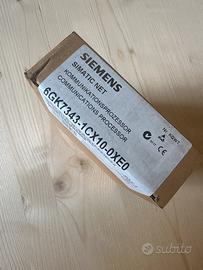 SIEMENS
SIMATIC NET
KOMMUNIKATIONSPROZESSOR
COMMUNICATIONS PROCESSOR
6GK7343-1CX10-0XE0
subito